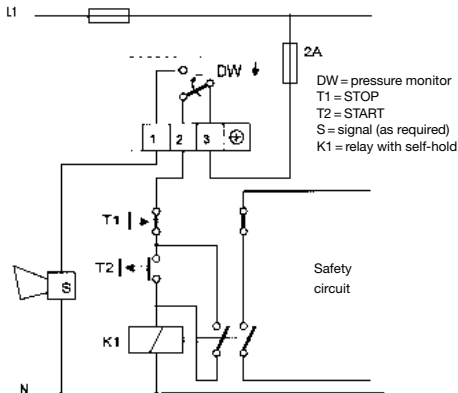 L1
2A
DW
DW = pressure monitor
T1 = STOP
T2 = START
S = signal (as required)
K1 = relay with self-hold
1 2 3
T1
T2
Safety
circuit
S
K1
N